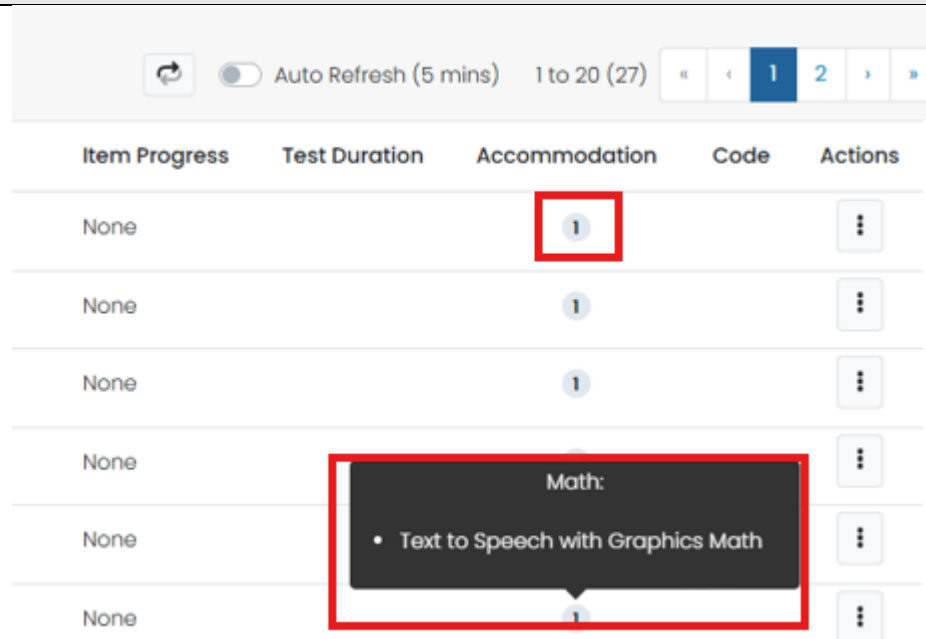 Auto Refresh (5 mins) 1 to 20 (27) « ‹ 1 2 › »
Item Progress Test Duration Accommodation Code Actions
None 1
None 1
None 1
None
Math:
None
• Text to Speech with Graphics Math
None 1